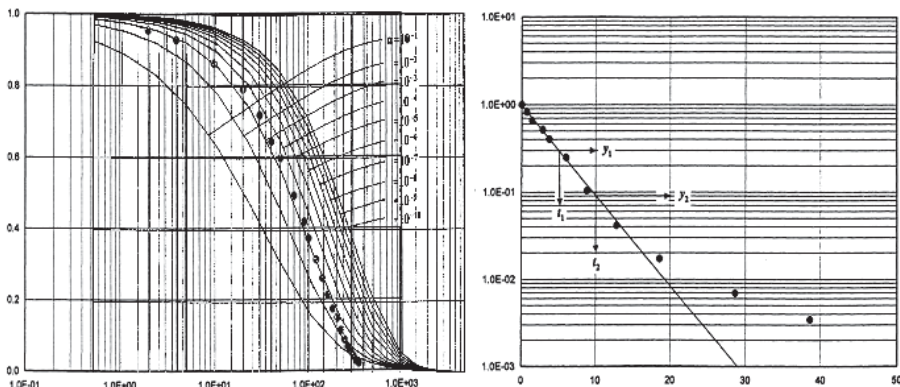 1.0
0.8
0.6
0.4
0.2
0.0
1.0E-01
1.0E+00
1.0E+01
1.0E+02
1.0E+03
α=10⁻¹
10⁻²
10⁻³
10⁻⁴
10⁻⁵
10⁻⁶
10⁻⁷
10⁻⁸
10⁻⁹
10⁻¹⁰
1.0E+01
1.0E+00
1.0E-01
1.0E-02
1.0E-03
y₁
y₂
t₁
t₂
0
10
20
30
40
50